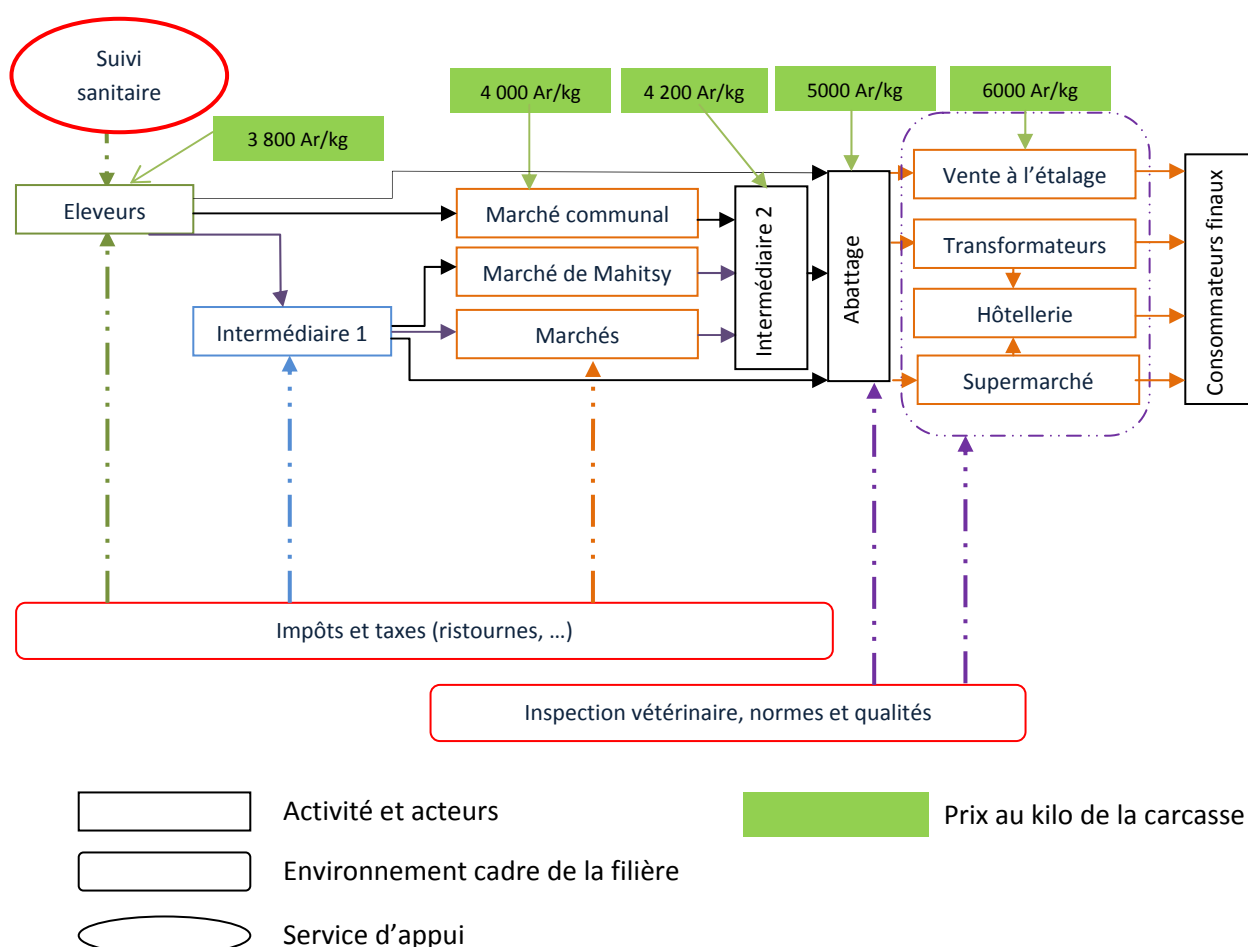 Suivi
sanitaire
3 800 Ar/kg
4 000 Ar/kg
4 200 Ar/kg
5000 Ar/kg
6000 Ar/kg
Eleveurs
Intermédiaire 1
Marché communal
Marché de Mahitsy
Marchés
Intermédiaire 2
Abattage
Vente à l’étalage
Transformateurs
Hôtellerie
Supermarché
Consommateurs finaux
Impôts et taxes (ristournes, …)
Inspection vétérinaire, normes et qualités
Activité et acteurs
Prix au kilo de la carcasse
Environnement cadre de la filière
Service d’appui